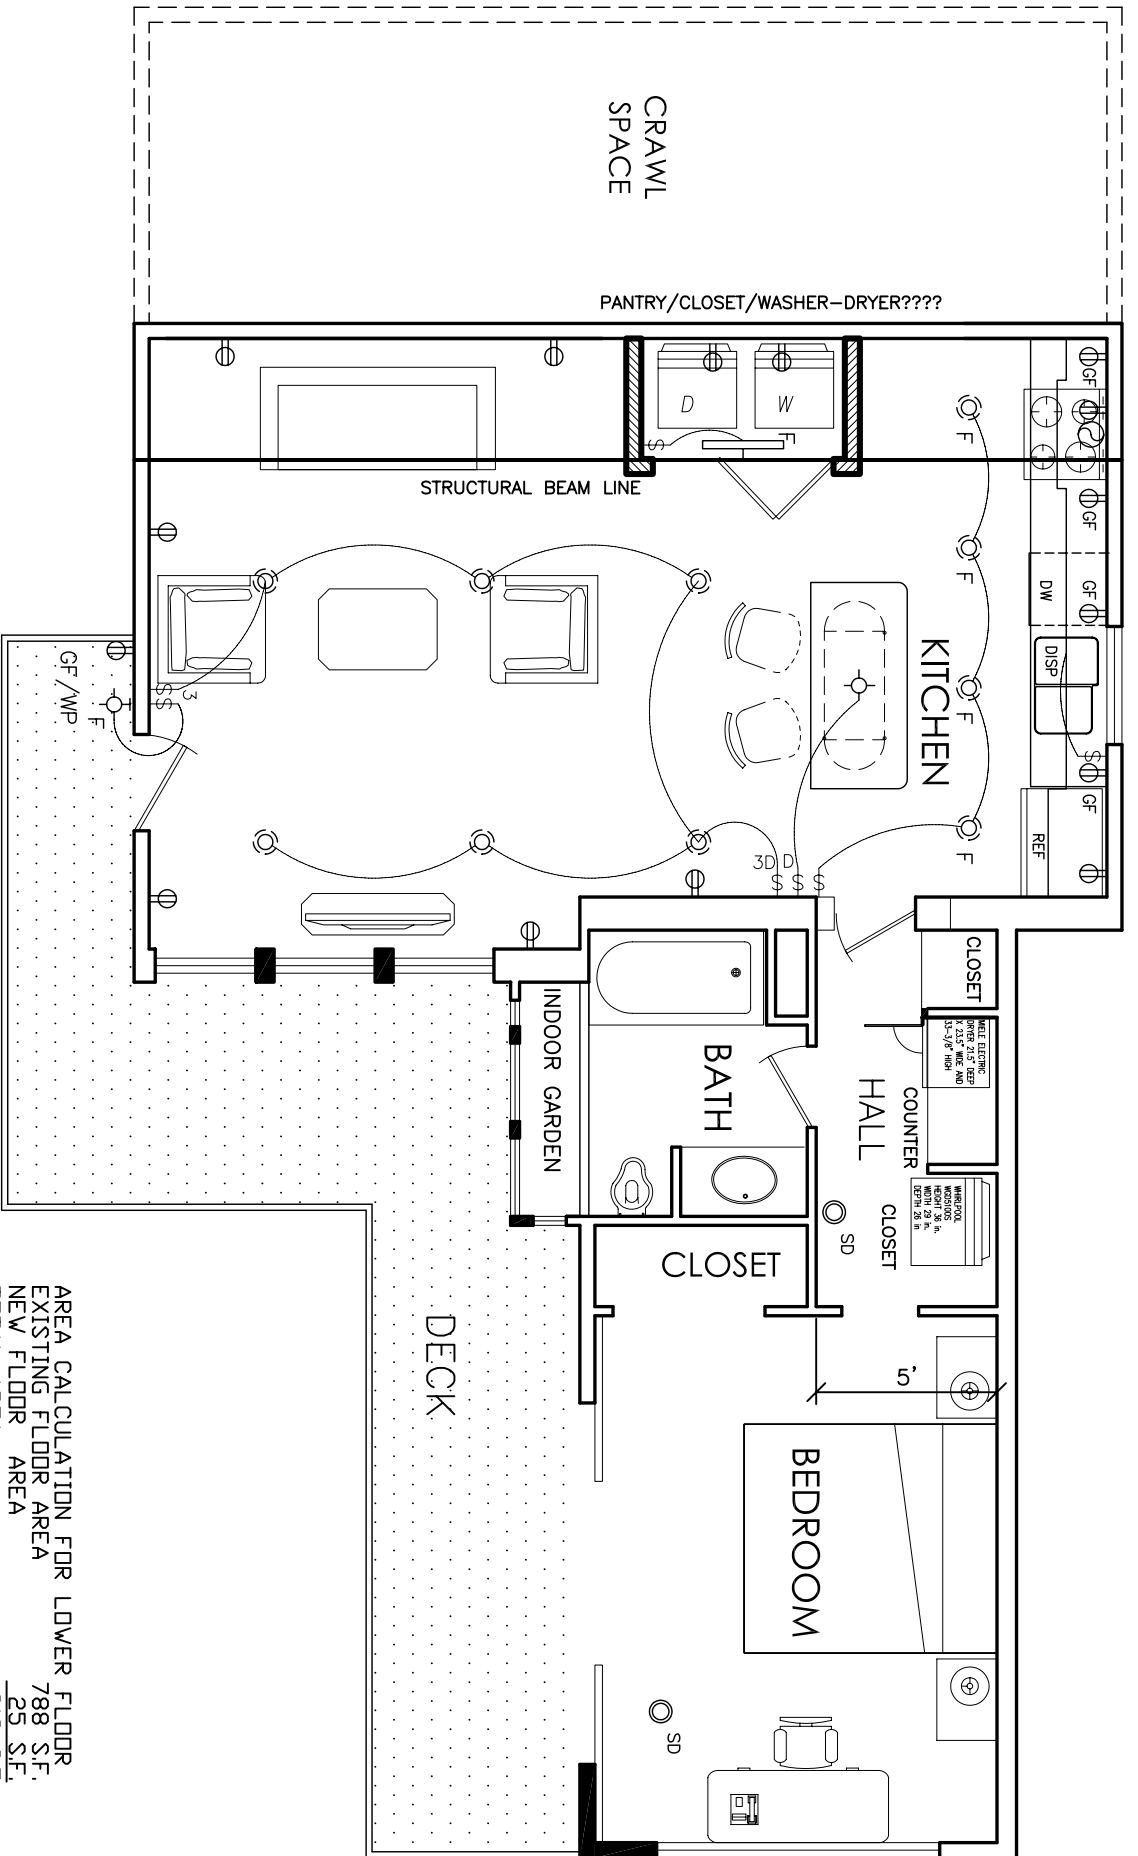 CRAWL
SPACE
PANTRY/CLOSET/WASHER-DRYER????
GF
D
W
S
F
F
STRUCTURAL BEAM LINE
GF
F
DW
GF
KITCHEN
DISP
GF/WP
F
S
S
3
F
S
GF
REF
F
3D
D
S
S
S
CLOSET
INDOOR GARDEN
BATH
MIELE ELECTRIC
DRYER 21.5" DEEP
X 23.5" WIDE AND
33-3/8" HIGH
HALL
COUNTER
CLOSET
WHIRLPOOL
HEIGHT 36 in.
WIDTH 29 in.
DEPTH 26 in
SD
CLOSET
DECK
5'
BEDROOM
SD
AREA CALCULATION FOR LOWER FLOOR
EXISTING FLOOR AREA 788 S.F.
NEW FLOOR AREA 25 S.F.